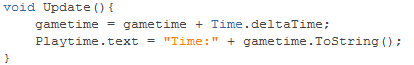 void Update(){
    gametime = gametime + Time.deltaTime;
    Playtime.text = "Time:" + gametime.ToString();
}